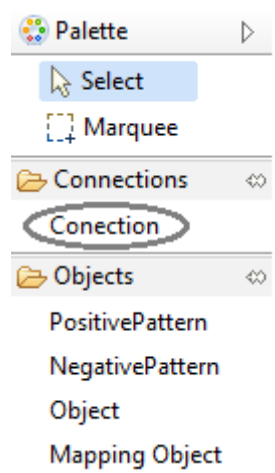 Palette
Select
Marquee
Connections
Conection
Objects
PositivePattern
NegativePattern
Object
Mapping Object